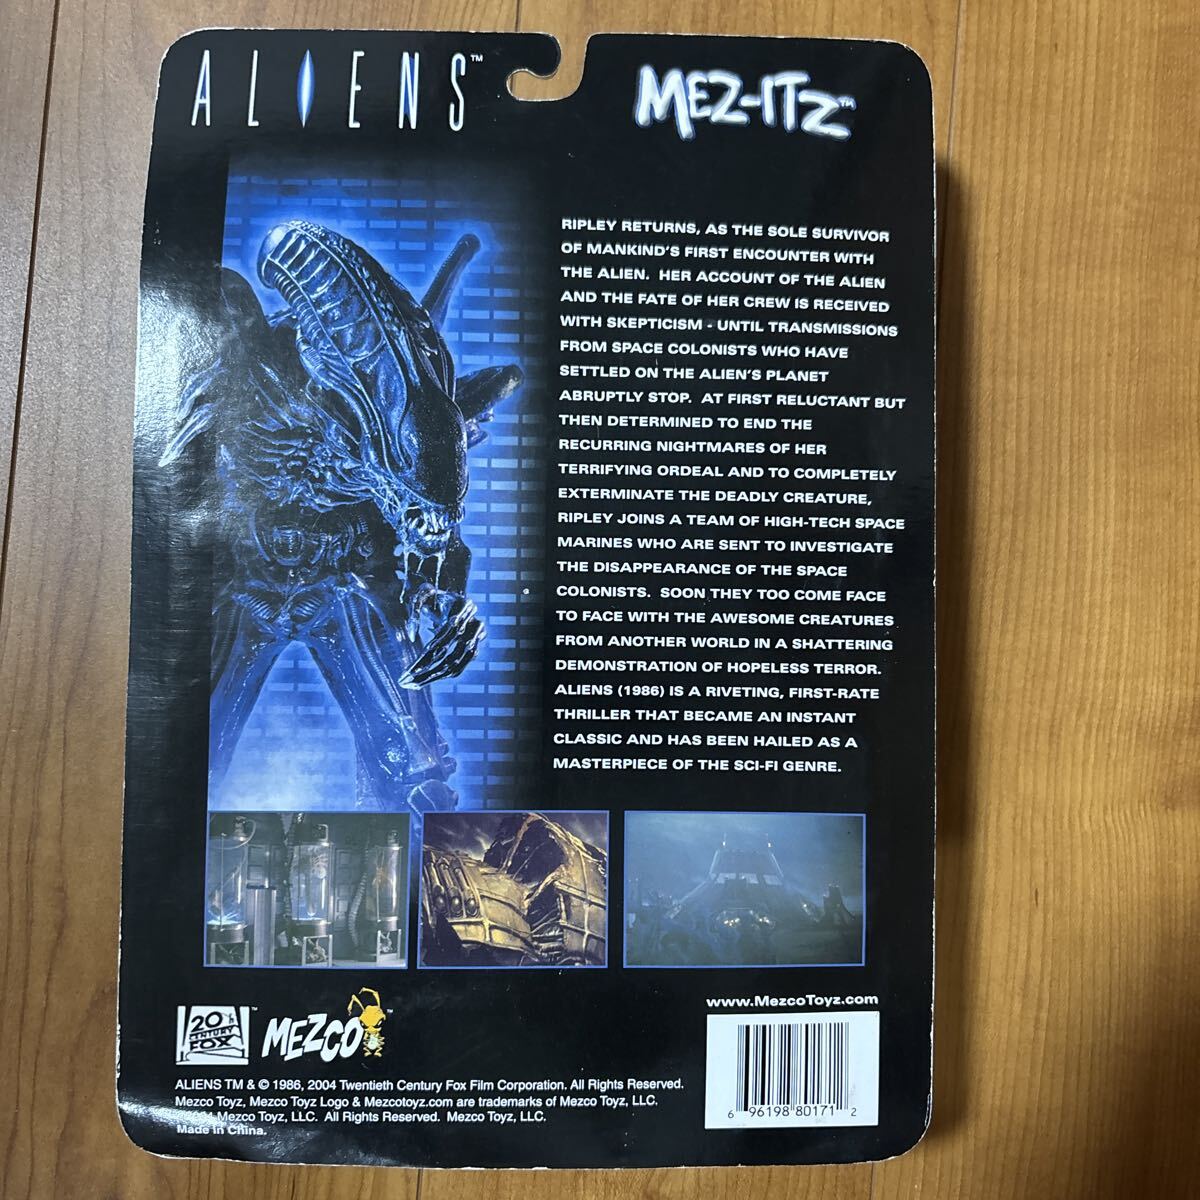 ALIENS™
MEZ-ITZ™
RIPLEY RETURNS, AS THE SOLE SURVIVOR
OF MANKIND'S FIRST ENCOUNTER WITH
THE ALIEN. HER ACCOUNT OF THE ALIEN
AND THE FATE OF HER CREW IS RECEIVED
WITH SKEPTICISM - UNTIL TRANSMISSIONS
FROM SPACE COLONISTS WHO HAVE
SETTLED ON THE ALIEN'S PLANET
ABRUPTLY STOP. AT FIRST RELUCTANT BUT
THEN DETERMINED TO END THE
RECURRING NIGHTMARES OF HER
TERRIFYING ORDEAL AND TO COMPLETELY
EXTERMINATE THE DEADLY CREATURE,
RIPLEY JOINS A TEAM OF HIGH-TECH SPACE
MARINES WHO ARE SENT TO INVESTIGATE
THE DISAPPEARANCE OF THE SPACE
COLONISTS. SOON THEY TOO COME FACE
TO FACE WITH THE AWESOME CREATURES
FROM ANOTHER WORLD IN A SHATTERING
DEMONSTRATION OF HOPELESS TERROR.
ALIENS (1986) IS A RIVETING, FIRST-RATE
THRILLER THAT BECAME AN INSTANT
CLASSIC AND HAS BEEN HAILED AS A
MASTERPIECE OF THE SCI-FI GENRE.
20th
CENTURY
FOX
™
MEZCO™
www.MezcoToyz.com
ALIENS TM & © 1986, 2004 Twentieth Century Fox Film Corporation. All Rights Reserved.
Mezco Toyz, Mezco Toyz Logo & Mezcotoyz.com are trademarks of Mezco Toyz, LLC.
Mezco Toyz, LLC. All Rights Reserved. Mezco Toyz, LLC.
Made in China.
6 96198 80171 2